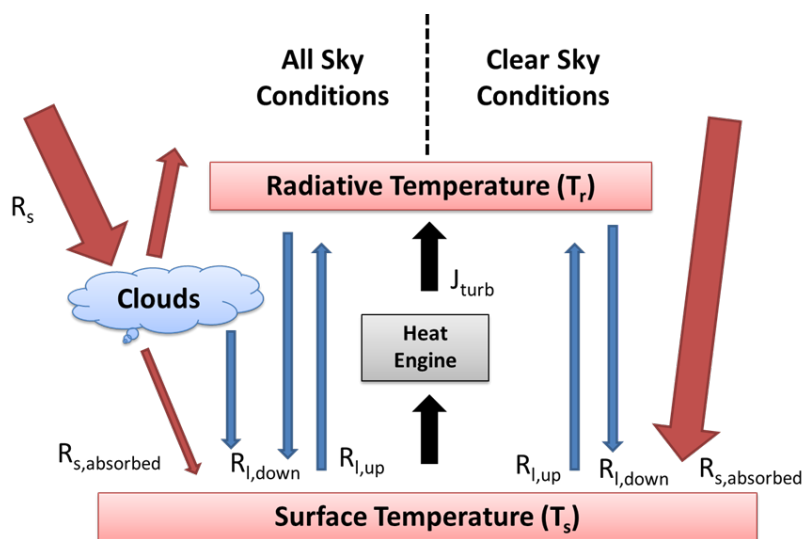 All Sky
Conditions
Clear Sky
Conditions
Radiative Temperature (Tr)
Rs
Clouds
Jturb
Heat
Engine
Rs,absorbed
Rl,down
Rl,up
Rl,up
Rl,down
Rs,absorbed
Surface Temperature (Ts)